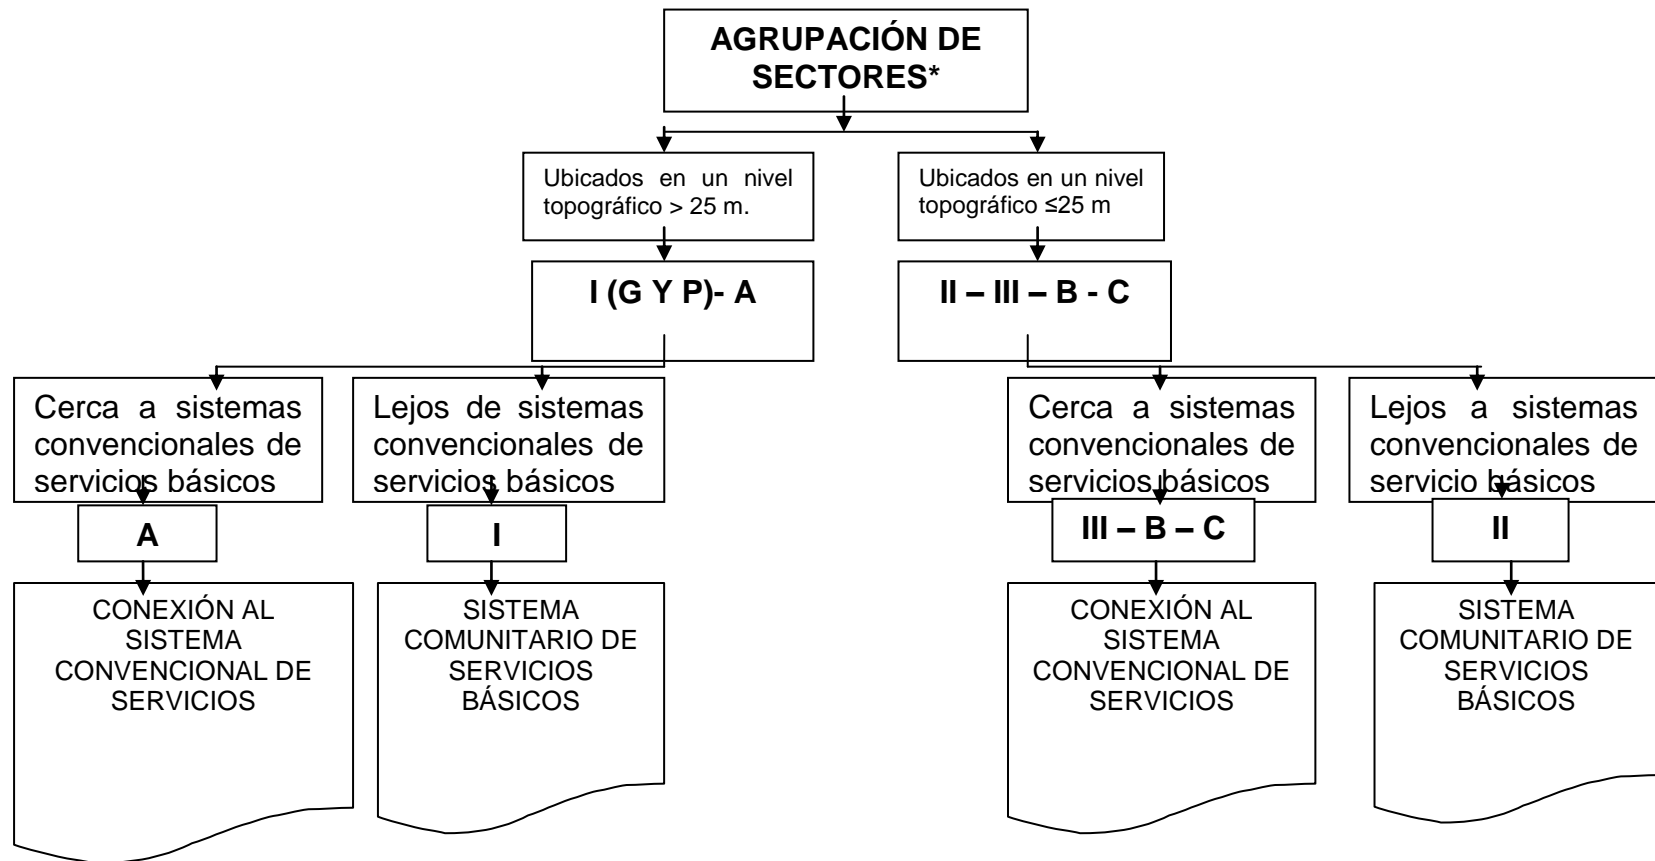 AGRUPACIÓN DE
SECTORES*
Ubicados en un nivel
topográfico > 25 m.
Ubicados en un nivel
topográfico ≤25 m
I (G Y P)- A
II – III – B - C
Cerca a sistemas
convencionales de
servicios básicos
Lejos de sistemas
convencionales de
servicios básicos
Cerca a sistemas
convencionales de
servicios básicos
Lejos a sistemas
convencionales de
servicio básicos
A
I
III – B – C
II
CONEXIÓN AL
SISTEMA
CONVENCIONAL DE
SERVICIOS
SISTEMA
COMUNITARIO DE
SERVICIOS
BÁSICOS
CONEXIÓN AL
SISTEMA
CONVENCIONAL DE
SERVICIOS
SISTEMA
COMUNITARIO DE
SERVICIOS
BÁSICOS